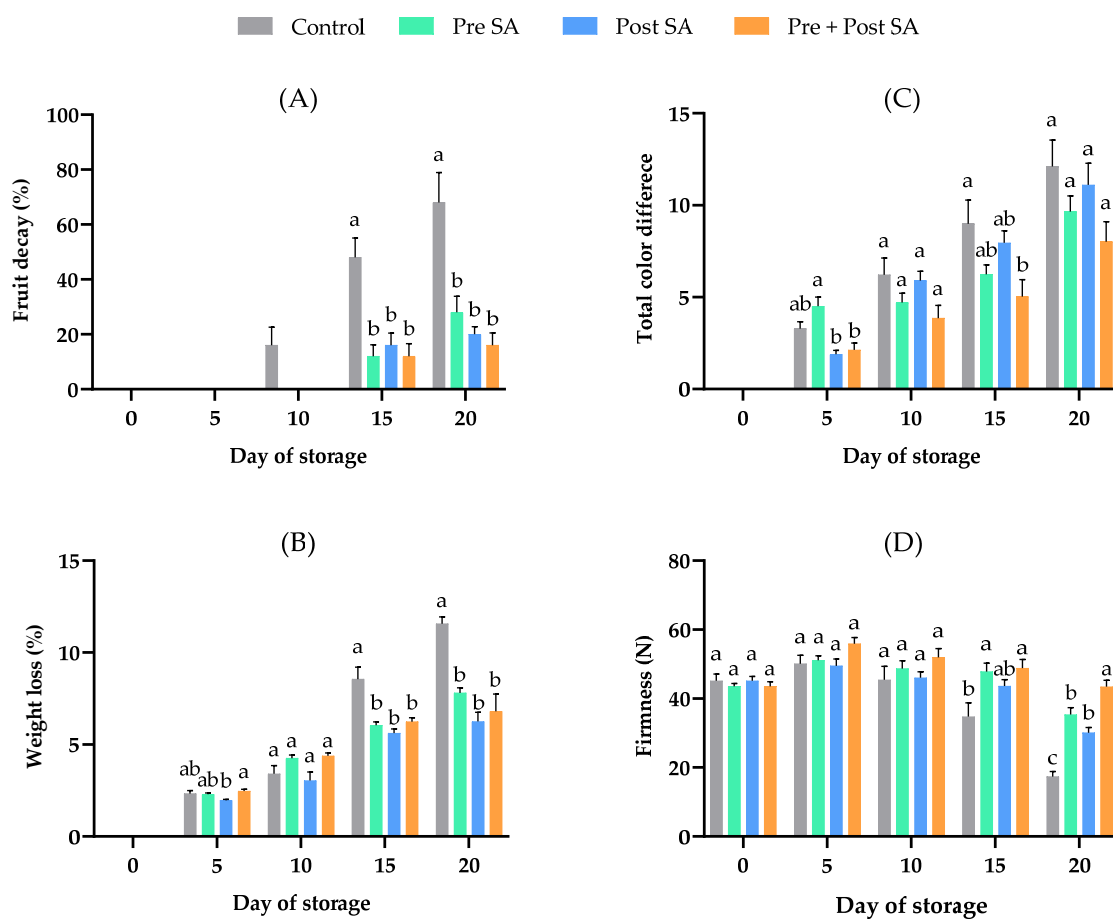 Control Pre SA Post SA Pre + Post SA
(A)
Fruit decay (%)
100
80
60
40
20
0
a
a
b
b
b
b
b
b
0 5 10 15 20
Day of storage
(C)
Total color differece
15
10
5
0
ab
a
b
b
a
a
a
a
a
ab
ab
b
a
a
a
a
0 5 10 15 20
Day of storage
(B)
Weight loss (%)
15
10
5
0
ab
ab
b
a
a
a
a
a
a
b
b
b
a
b
b
b
0 5 10 15 20
Day of storage
(D)
Firmness (N)
80
60
40
20
0
a
a
a
a
a
a
a
a
a
a
a
a
b
a
ab
a
c
b
b
a
0 5 10 15 20
Day of storage